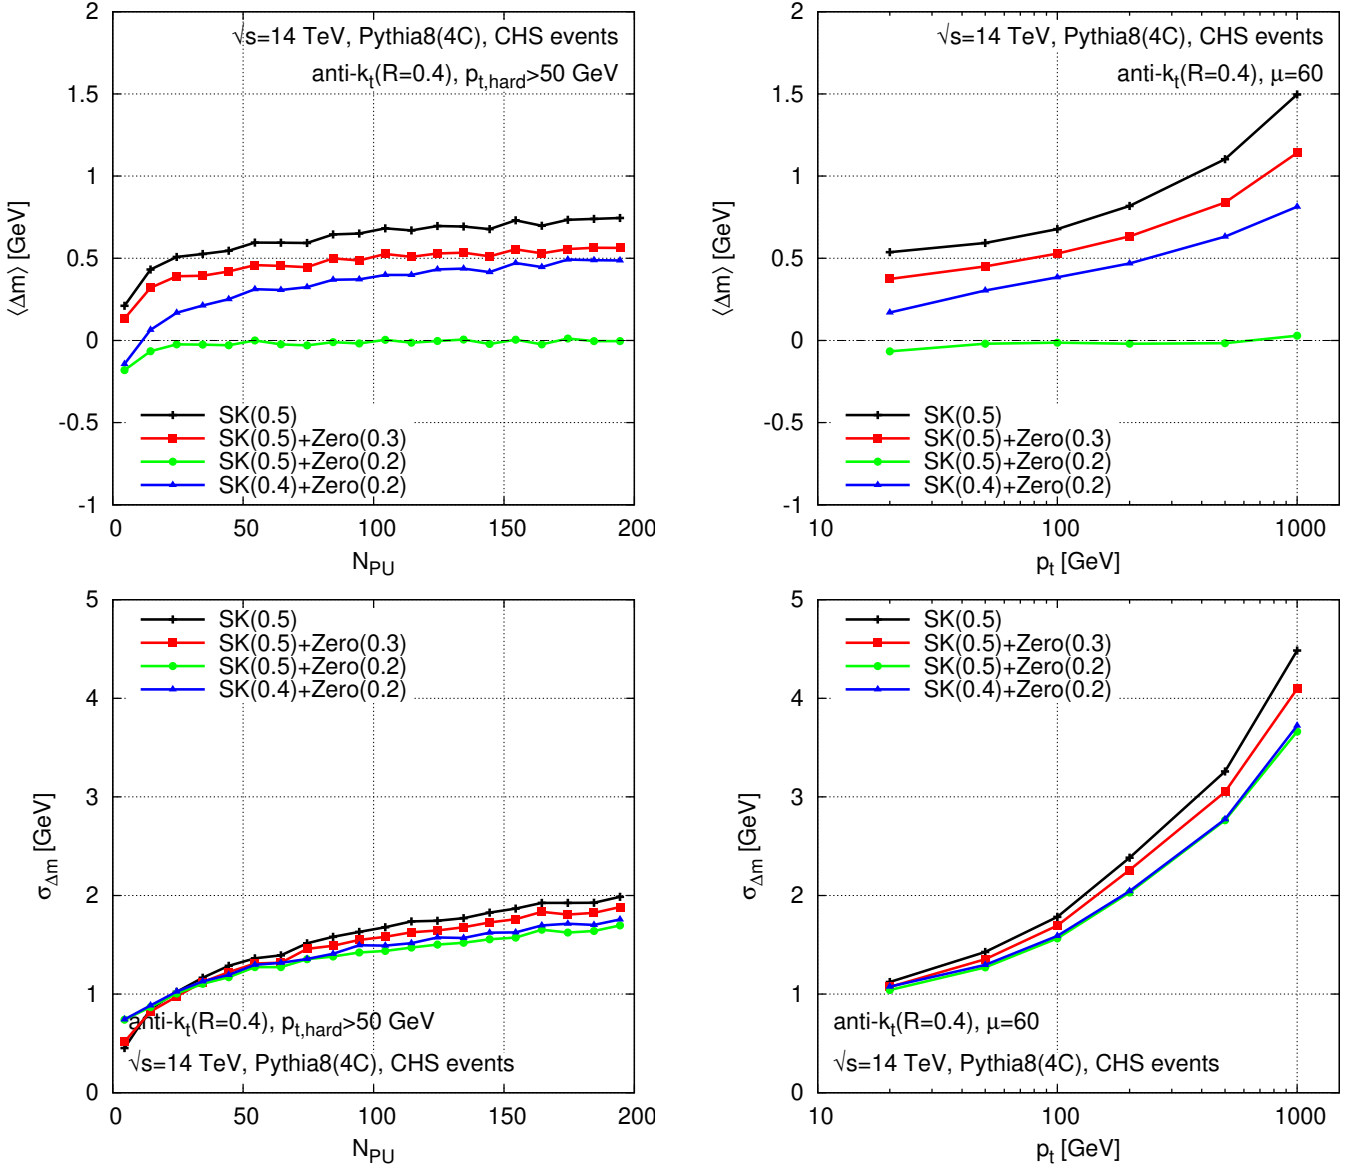 √s=14 TeV, Pythia8(4C), CHS events
anti-kt(R=0.4), pt,hard>50 GeV
2
1.5
1
0.5
0
-0.5
-1
⟨Δm⟩ [GeV]
SK(0.5)
SK(0.5)+Zero(0.3)
SK(0.5)+Zero(0.2)
SK(0.4)+Zero(0.2)
0 50 100 150 200
NPU
√s=14 TeV, Pythia8(4C), CHS events
anti-kt(R=0.4), μ=60
2
1.5
1
0.5
0
-0.5
-1
⟨Δm⟩ [GeV]
SK(0.5)
SK(0.5)+Zero(0.3)
SK(0.5)+Zero(0.2)
SK(0.4)+Zero(0.2)
10 100 1000
pt [GeV]
5
4
3
2
1
0
σΔm [GeV]
SK(0.5)
SK(0.5)+Zero(0.3)
SK(0.5)+Zero(0.2)
SK(0.4)+Zero(0.2)
anti-kt(R=0.4), pt,hard>50 GeV
√s=14 TeV, Pythia8(4C), CHS events
0 50 100 150 200
NPU
5
4
3
2
1
0
σΔm [GeV]
SK(0.5)
SK(0.5)+Zero(0.3)
SK(0.5)+Zero(0.2)
SK(0.4)+Zero(0.2)
anti-kt(R=0.4), μ=60
√s=14 TeV, Pythia8(4C), CHS events
10 100 1000
pt [GeV]